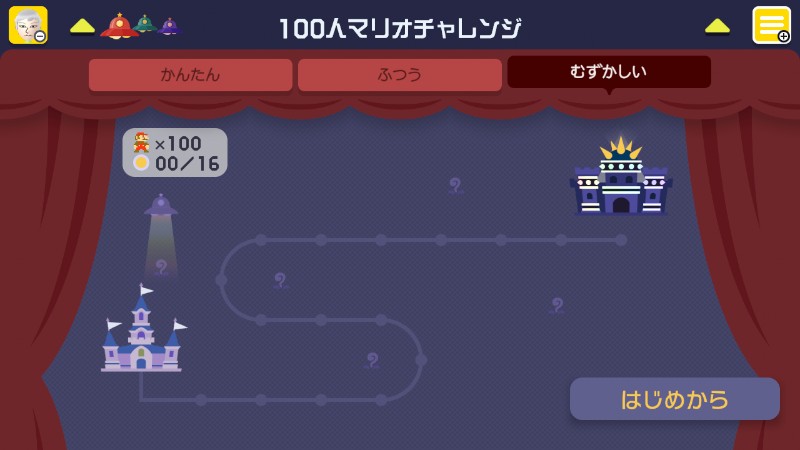 100人マリオチャレンジ
かんたん
ふつう
むずかしい
×100
00/16
はじめから